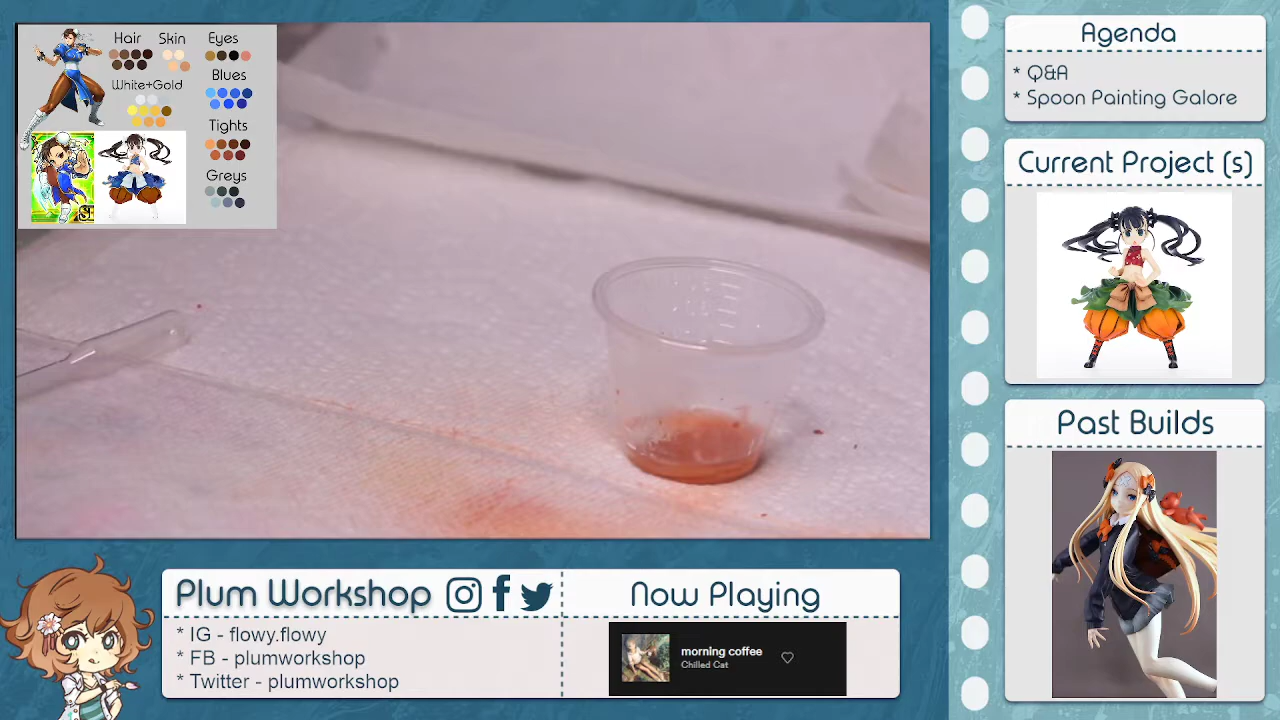 Hair Skin Eyes
White+Gold
Blues
Tights
Greys
Agenda
* Q&A
* Spoon Painting Galore
Current Project (s)
Past Builds
Plum Workshop
* IG - flowy.flowy
* FB - plumworkshop
* Twitter - plumworkshop
Now Playing
morning coffee
Chilled Cat